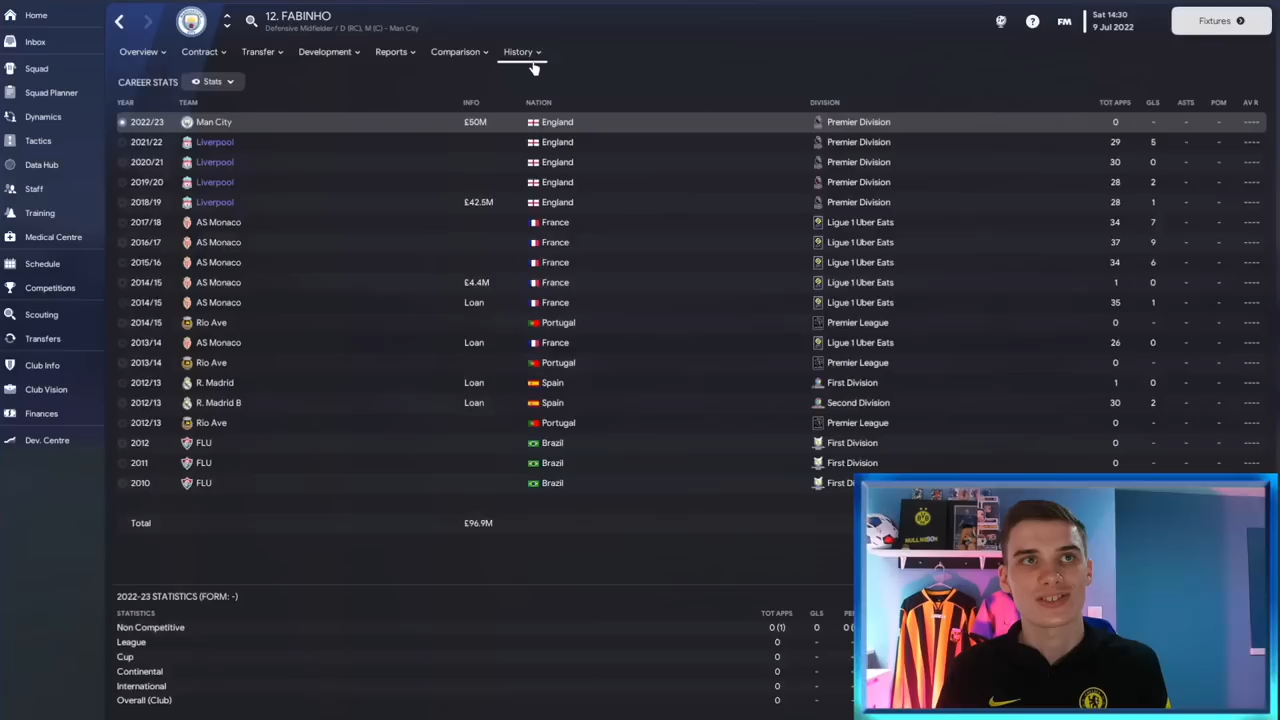 Home
Inbox
Squad
Squad Planner
Dynamics
Tactics
Data Hub
Staff
Training
Medical Centre
Schedule
Competitions
Scouting
Transfers
Club Info
Club Vision
Finances
Dev. Centre
12. FABINHO
Defensive Midfielder / D (RC), M (C) - Man City
FM
Sat 14:30
9 Jul 2022
Fixtures
Overview Contract Transfer Development Reports Comparison History
CAREER STATS Stats
YEAR TEAM INFO NATION DIVISION TOT APPS GLS ASTS POM AV R
2022/23 Man City £50M England Premier Division 0 - - - ----
2021/22 Liverpool England Premier Division 29 5 - - ----
2020/21 Liverpool England Premier Division 30 0 - - ----
2019/20 Liverpool England Premier Division 28 2 - - ----
2018/19 Liverpool £42.5M England Premier Division 28 1 - - ----
2017/18 AS Monaco France Ligue 1 Uber Eats 34 7 - - ----
2016/17 AS Monaco France Ligue 1 Uber Eats 37 9 - - ----
2015/16 AS Monaco France Ligue 1 Uber Eats 34 6 - - ----
2014/15 AS Monaco £4.4M France Ligue 1 Uber Eats 1 0 - - ----
2014/15 AS Monaco Loan France Ligue 1 Uber Eats 35 1 - - ----
2014/15 Rio Ave Portugal Premier League 0 - - - ----
2013/14 AS Monaco Loan France Ligue 1 Uber Eats 26 0 - - ----
2013/14 Rio Ave Portugal Premier League 0 - - - ----
2012/13 R. Madrid Loan Spain First Division 1 0 - - ----
2012/13 R. Madrid B Loan Spain Second Division 30 2 - - ----
2012/13 Rio Ave Portugal Premier League 0 - - - ----
2012 FLU Brazil First Division 0 - - - ----
2011 FLU Brazil First Division 0 - - - ----
2010 FLU Brazil First Di
Total £96.9M
2022-23 STATISTICS (FORM: -)
STATISTICS TOT APPS GLS PE
Non Competitive 0 (1) 0 0 (
League 0 -
Cup 0 -
Continental 0 -
International 0 -
Overall (Club) 0 -